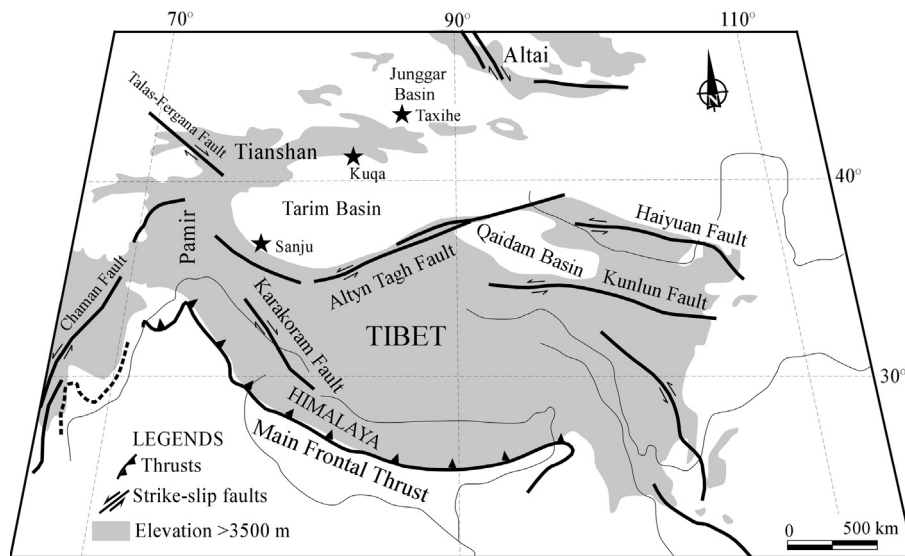 70°
90°
110°
Altai
Junggar
Basin
Taxihe
Talas-Fergana Fault
Tianshan
Kuqa
40°
Tarim Basin
Pamir
Sanju
Haiyuan Fault
Qaidam Basin
Altyn Tagh Fault
Kunlun Fault
Chaman Fault
Karakoram Fault
TIBET
30°
HIMALAYA
Main Frontal Thrust
LEGENDS
Thrusts
Strike-slip faults
Elevation >3500 m
0 500 km